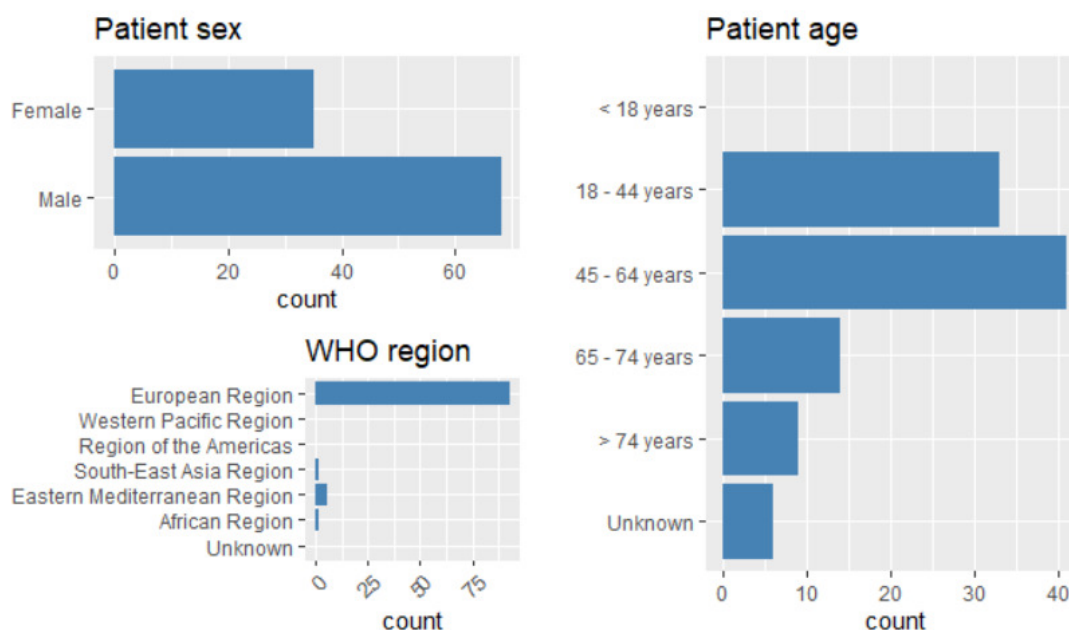 Patient sex
Female
Male
0 20 40 60
count
WHO region
European Region
Western Pacific Region
Region of the Americas
South-East Asia Region
Eastern Mediterranean Region
African Region
Unknown
0 25 50 75
count
Patient age
< 18 years
18 - 44 years
45 - 64 years
65 - 74 years
> 74 years
Unknown
0 10 20 30 40
count